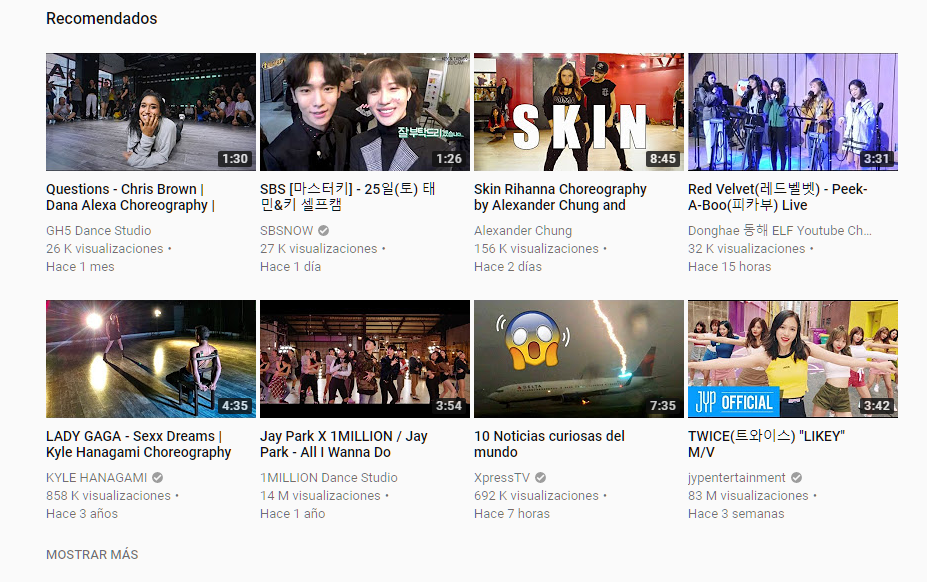 Recomendados
1:30
Questions - Chris Brown |
Dana Alexa Choreography |
GH5 Dance Studio
26 K visualizaciones •
Hace 1 mes
잘 부탁드리겠습니다
1:26
SBS [마스터키] - 25일(토) 태
민&키 셀프캠
SBSNOW
27 K visualizaciones •
Hace 1 día
SKIN
8:45
Skin Rihanna Choreography
by Alexander Chung and
Alexander Chung
156 K visualizaciones •
Hace 2 días
3:31
Red Velvet(레드벨벳) - Peek-
A-Boo(피카부) Live
Donghae 동해 ELF Youtube Ch...
32 K visualizaciones •
Hace 15 horas
4:35
LADY GAGA - Sexx Dreams |
Kyle Hanagami Choreography
KYLE HANAGAMI
858 K visualizaciones •
Hace 3 años
3:54
Jay Park X 1MILLION / Jay
Park - All I Wanna Do
1MILLION Dance Studio
14 M visualizaciones •
Hace 1 año
DELTA
7:35
10 Noticias curiosas del
mundo
XpressTV
692 K visualizaciones •
Hace 7 horas
JYP OFFICIAL
3:42
TWICE(트와이스) "LIKEY"
M/V
jypentertainment
83 M visualizaciones •
Hace 3 semanas
MOSTRAR MÁS